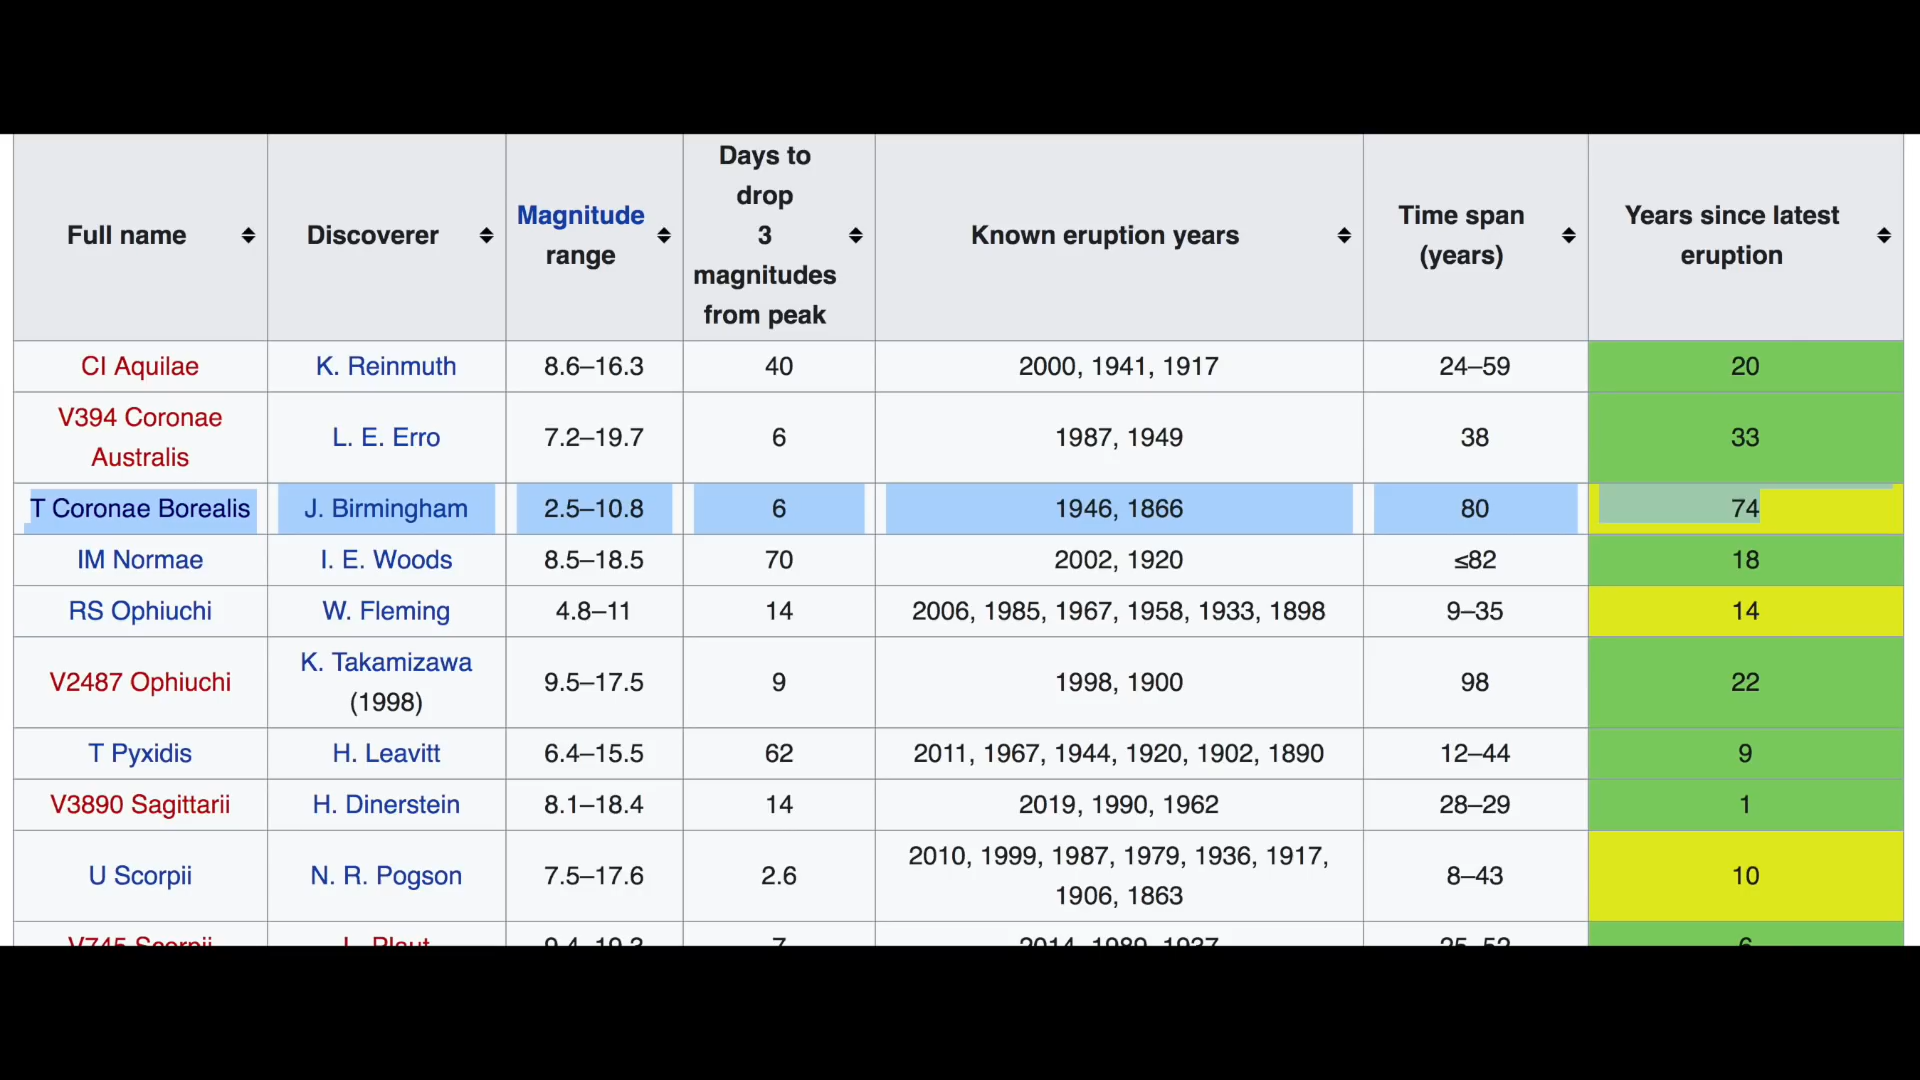 Full name Discoverer Magnitude range Days to drop 3 magnitudes from peak Known eruption years Time span (years) Years since latest eruption
CI Aquilae K. Reinmuth 8.6–16.3 40 2000, 1941, 1917 24–59 20
V394 Coronae Australis L. E. Erro 7.2–19.7 6 1987, 1949 38 33
T Coronae Borealis J. Birmingham 2.5–10.8 6 1946, 1866 80 74
IM Normae I. E. Woods 8.5–18.5 70 2002, 1920 ≤82 18
RS Ophiuchi W. Fleming 4.8–11 14 2006, 1985, 1967, 1958, 1933, 1898 9–35 14
V2487 Ophiuchi K. Takamizawa (1998) 9.5–17.5 9 1998, 1900 98 22
T Pyxidis H. Leavitt 6.4–15.5 62 2011, 1967, 1944, 1920, 1902, 1890 12–44 9
V3890 Sagittarii H. Dinerstein 8.1–18.4 14 2019, 1990, 1962 28–29 1
U Scorpii N. R. Pogson 7.5–17.6 2.6 2010, 1999, 1987, 1979, 1936, 1917, 1906, 1863 8–43 10
V745 Scorpii L. Plaut 7